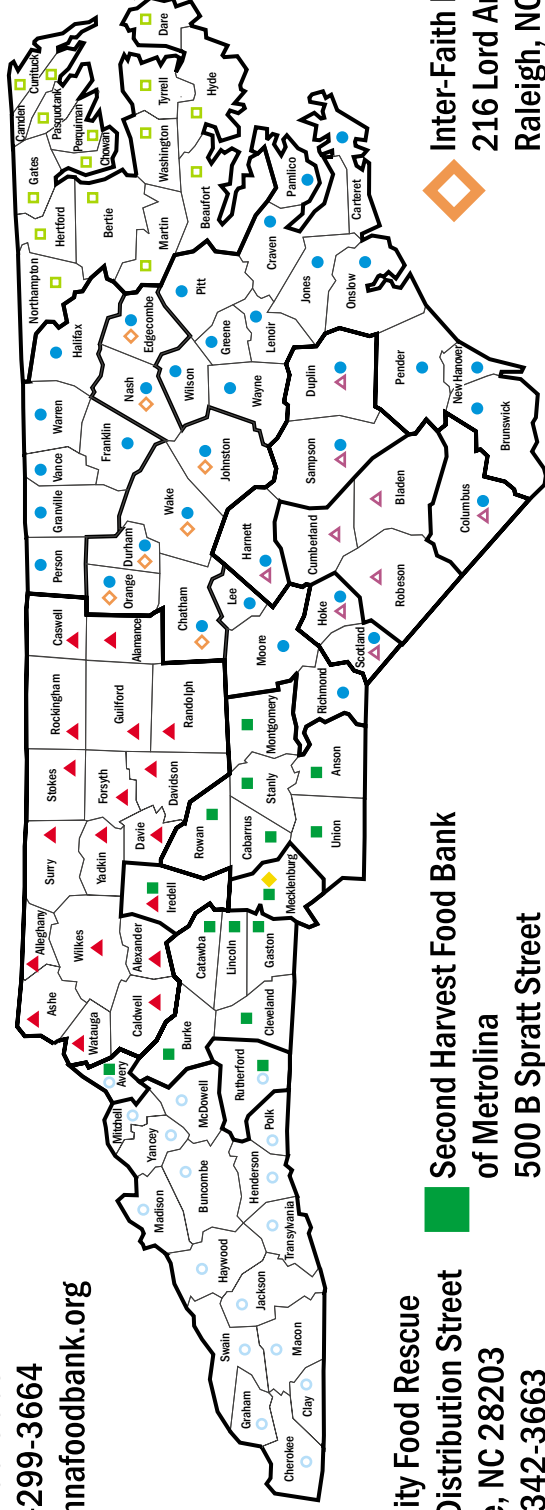 -299-3664
nnafoodbank.org
Cherokee
Graham
Clay
Swain
Macon
Jackson
Haywood
Transylvania
Madison
Buncombe
Henderson
Polk
Yancey
Mitchell
McDowell
Rutherford
Avery
Burke
Cleveland
Watauga
Ashe
Alleghany
Wilkes
Caldwell
Alexander
Catawba
Lincoln
Gaston
Iredell
Mecklenburg
Surry
Yadkin
Davie
Rowan
Cabarrus
Union
Stokes
Forsyth
Davidson
Stanly
Anson
Rockingham
Guilford
Randolph
Montgomery
Richmond
Caswell
Alamance
Chatham
Moore
Lee
Hoke
Scotland
Person
Orange
Durham
Granville
Vance
Wake
Harnett
Cumberland
Robeson
Warren
Franklin
Johnston
Sampson
Bladen
Columbus
Halifax
Nash
Edgecombe
Wilson
Wayne
Duplin
Pender
New Hanover
Brunswick
Northampton
Hertford
Gates
Bertie
Martin
Pitt
Greene
Lenoir
Jones
Onslow
Craven
Pamlico
Carteret
Beaufort
Camden
Currituck
Pasquotank
Perquiman
Chowan
Washington
Tyrrell
Hyde
Dare
ity Food Rescue
Distribution Street
e, NC 28203
342-3663
Second Harvest Food Bank
of Metrolina
500 B Spratt Street
Inter-Faith
216 Lord An
Raleigh, NC